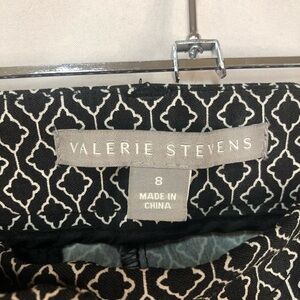 VALERIE STEVENS
8
MADE IN
CHINA